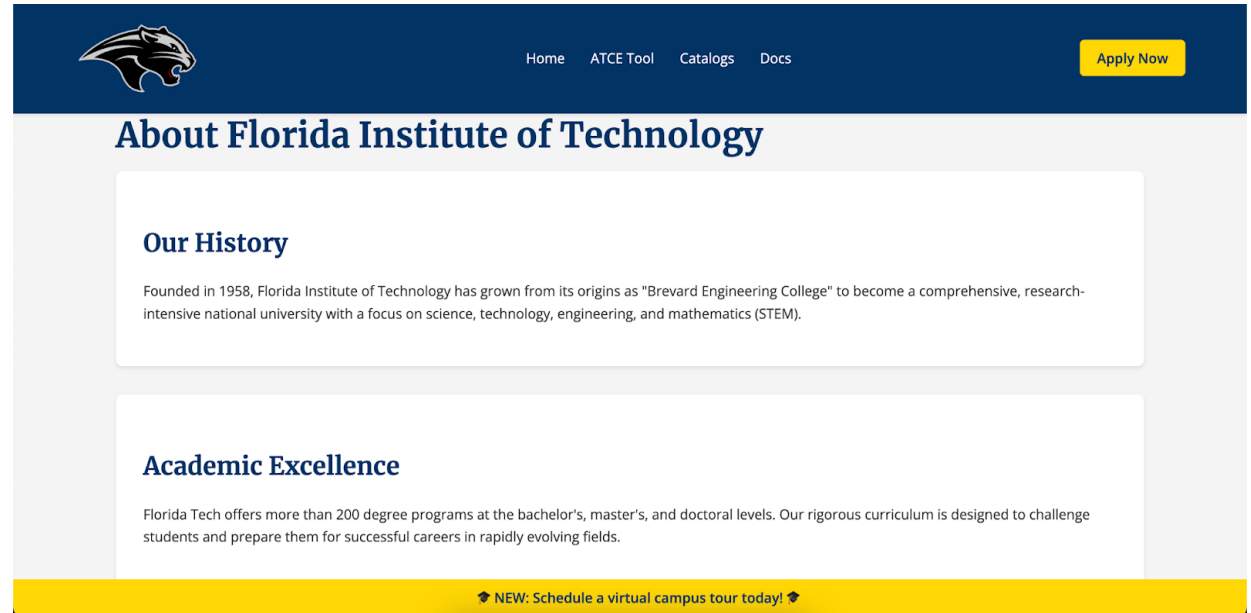 Home ATCE Tool Catalogs Docs Apply Now
About Florida Institute of Technology
Our History
Founded in 1958, Florida Institute of Technology has grown from its origins as "Brevard Engineering College" to become a comprehensive, research-
intensive national university with a focus on science, technology, engineering, and mathematics (STEM).
Academic Excellence
Florida Tech offers more than 200 degree programs at the bachelor's, master's, and doctoral levels. Our rigorous curriculum is designed to challenge
students and prepare them for successful careers in rapidly evolving fields.
🎓 NEW: Schedule a virtual campus tour today! 🎓